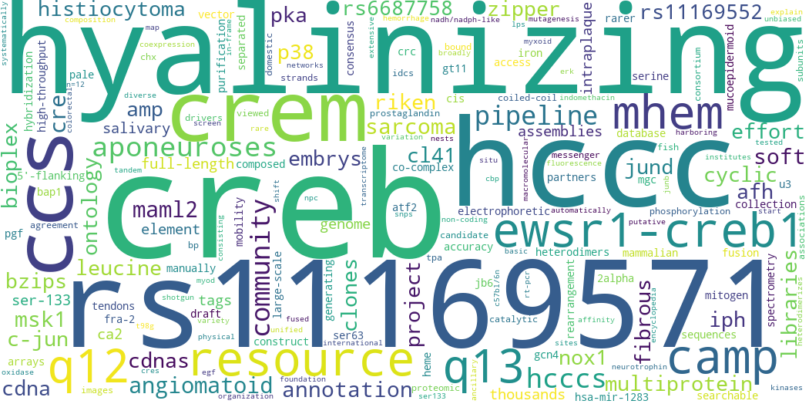 histiocytoma
rs6687758
zipper
rs11169552
hyalinizing
pka
p38
crem
riken
sarcoma
pipeline
mhem
hccc
creb
ccs
aponeuroses
full-length
composed
embrys
cl41
co-complex
assemblies
database
effort
soft
jund
cyclic
afh
mgc
collection
u3
amp
salivary
drivers
viewed
maml2
element
bp
mobility
community
genome
atf2
snps
npc
ewsr1-creb1
electrophoretic
automatically
phosphorylation
putative
start
non-coding
candidate
accuracy
basic
heterodimers
mammalian
fusion
rs11169571
bioplex
ontology
bap1
5'-flanking
pgf
agreement
leucine
manually
bzips
ser-133
tendons
fra-2
msk1
c-jun
ca2
tags
draft
variety
myod
shotgun
physical
large-scale
generating
clones
project
tpa
jb6
c57bl/6n
rt-pcr
catalytic
sites
rearrangement
affinity
gcn4
nox1
2alpha
fibrous
encyclopedia
mitogen
iph
spectrometry
sequences
libraries
arrays
q12
cdnas
resource
q13
hcccs
camp
multiprotein
cdna
images
angiomatoid
annotation
foundation
organization
international
unified
fused
construct
egf
cres
heme
proteomic
ser133
ancillary
thousands
neurotrophin
hsa-mir-1283
searchable
kinases
oxidase
systematically
hybridization
high-throughput
colorectal
cre
pale
n=12
map
composition
coexpression
chx
diverse
tandem
purification
in-frame
separated
vector
domestic
networks
strands
consensus
extensive
hemorrhage
nadh/nadph-like
mutagenesis
lps
myxoid
bound
broadly
crc
idcs
access
iron
gt11
erk
cis
coiled-coil
indomethacin
prostaglandin
variation
nests
intraplaque
rarer
serine
consortium
mucoepidermoid
explain
unbiased
subunits
harboring
tested
fish
institutes
situ
messenger
fluorescence
partners
cbp
macromolecular
associations
transcriptome
shift
consisting
screen
rare